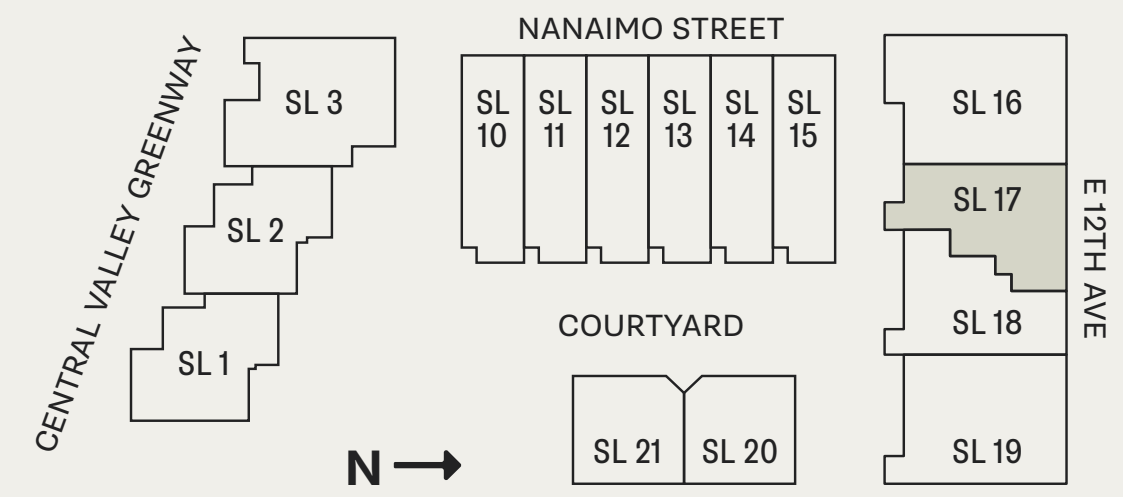 NANAIMO STREET
CENTRAL VALLEY GREENWAY
SL 3
SL 2
SL 1
SL
10
SL
11
SL
12
SL
13
SL
14
SL
15
SL 16
SL 17
SL 18
SL 19
E 12TH AVE
COURTYARD
SL 21
SL 20
N